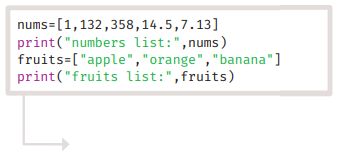 nums=[1,132,358,14.5,7.13]
print("numbers list:",nums)
fruits=["apple","orange","banana"]
print("fruits list:",fruits)